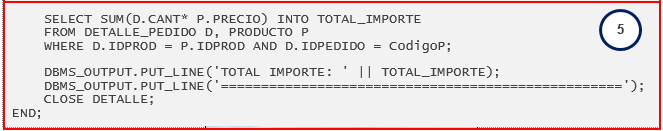 SELECT SUM(D.CANT* P.PRECIO) INTO TOTAL_IMPORTE
FROM DETALLE_PEDIDO D, PRODUCTO P
WHERE D.IDPROD = P.IDPROD AND D.IDPEDIDO = CodigoP;
5
DBMS_OUTPUT.PUT_LINE('TOTAL IMPORTE: ' || TOTAL_IMPORTE);
DBMS_OUTPUT.PUT_LINE('==================================================');
CLOSE DETALLE;
END;